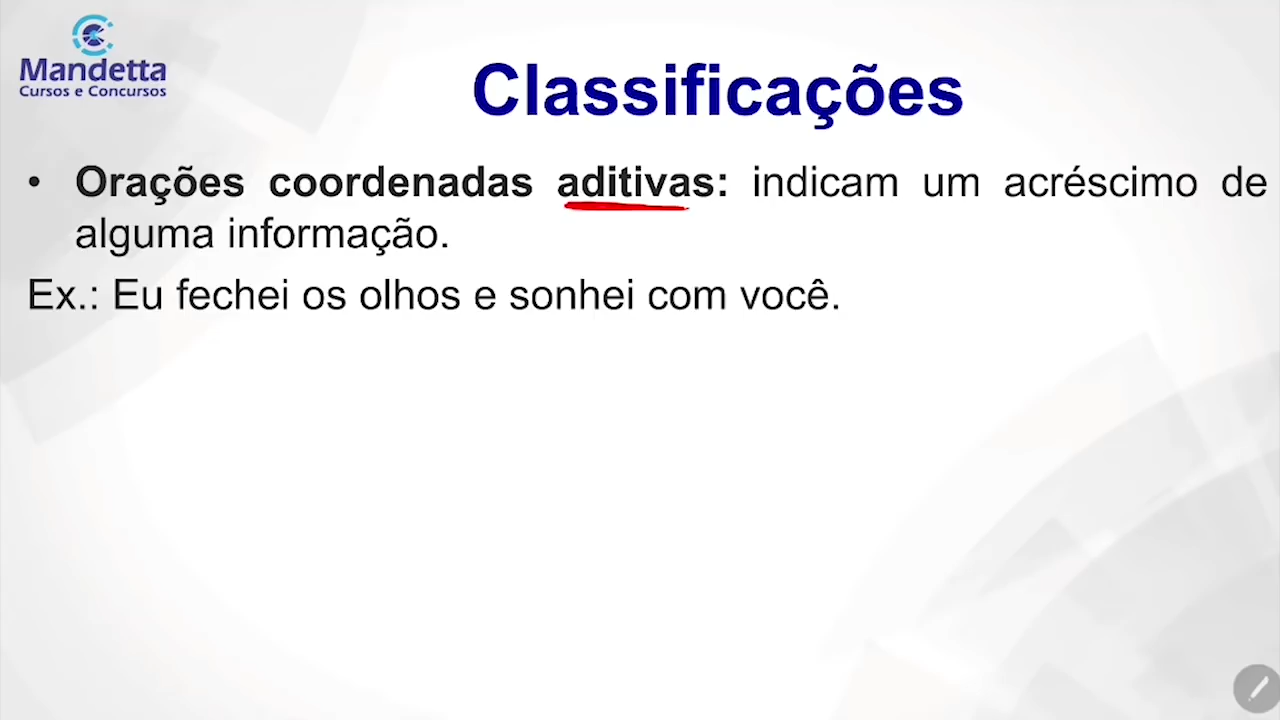 Mandetta
Cursos e Concursos
Classificações
• Orações coordenadas aditivas: indicam um acréscimo de
alguma informação.
Ex.: Eu fechei os olhos e sonhei com você.